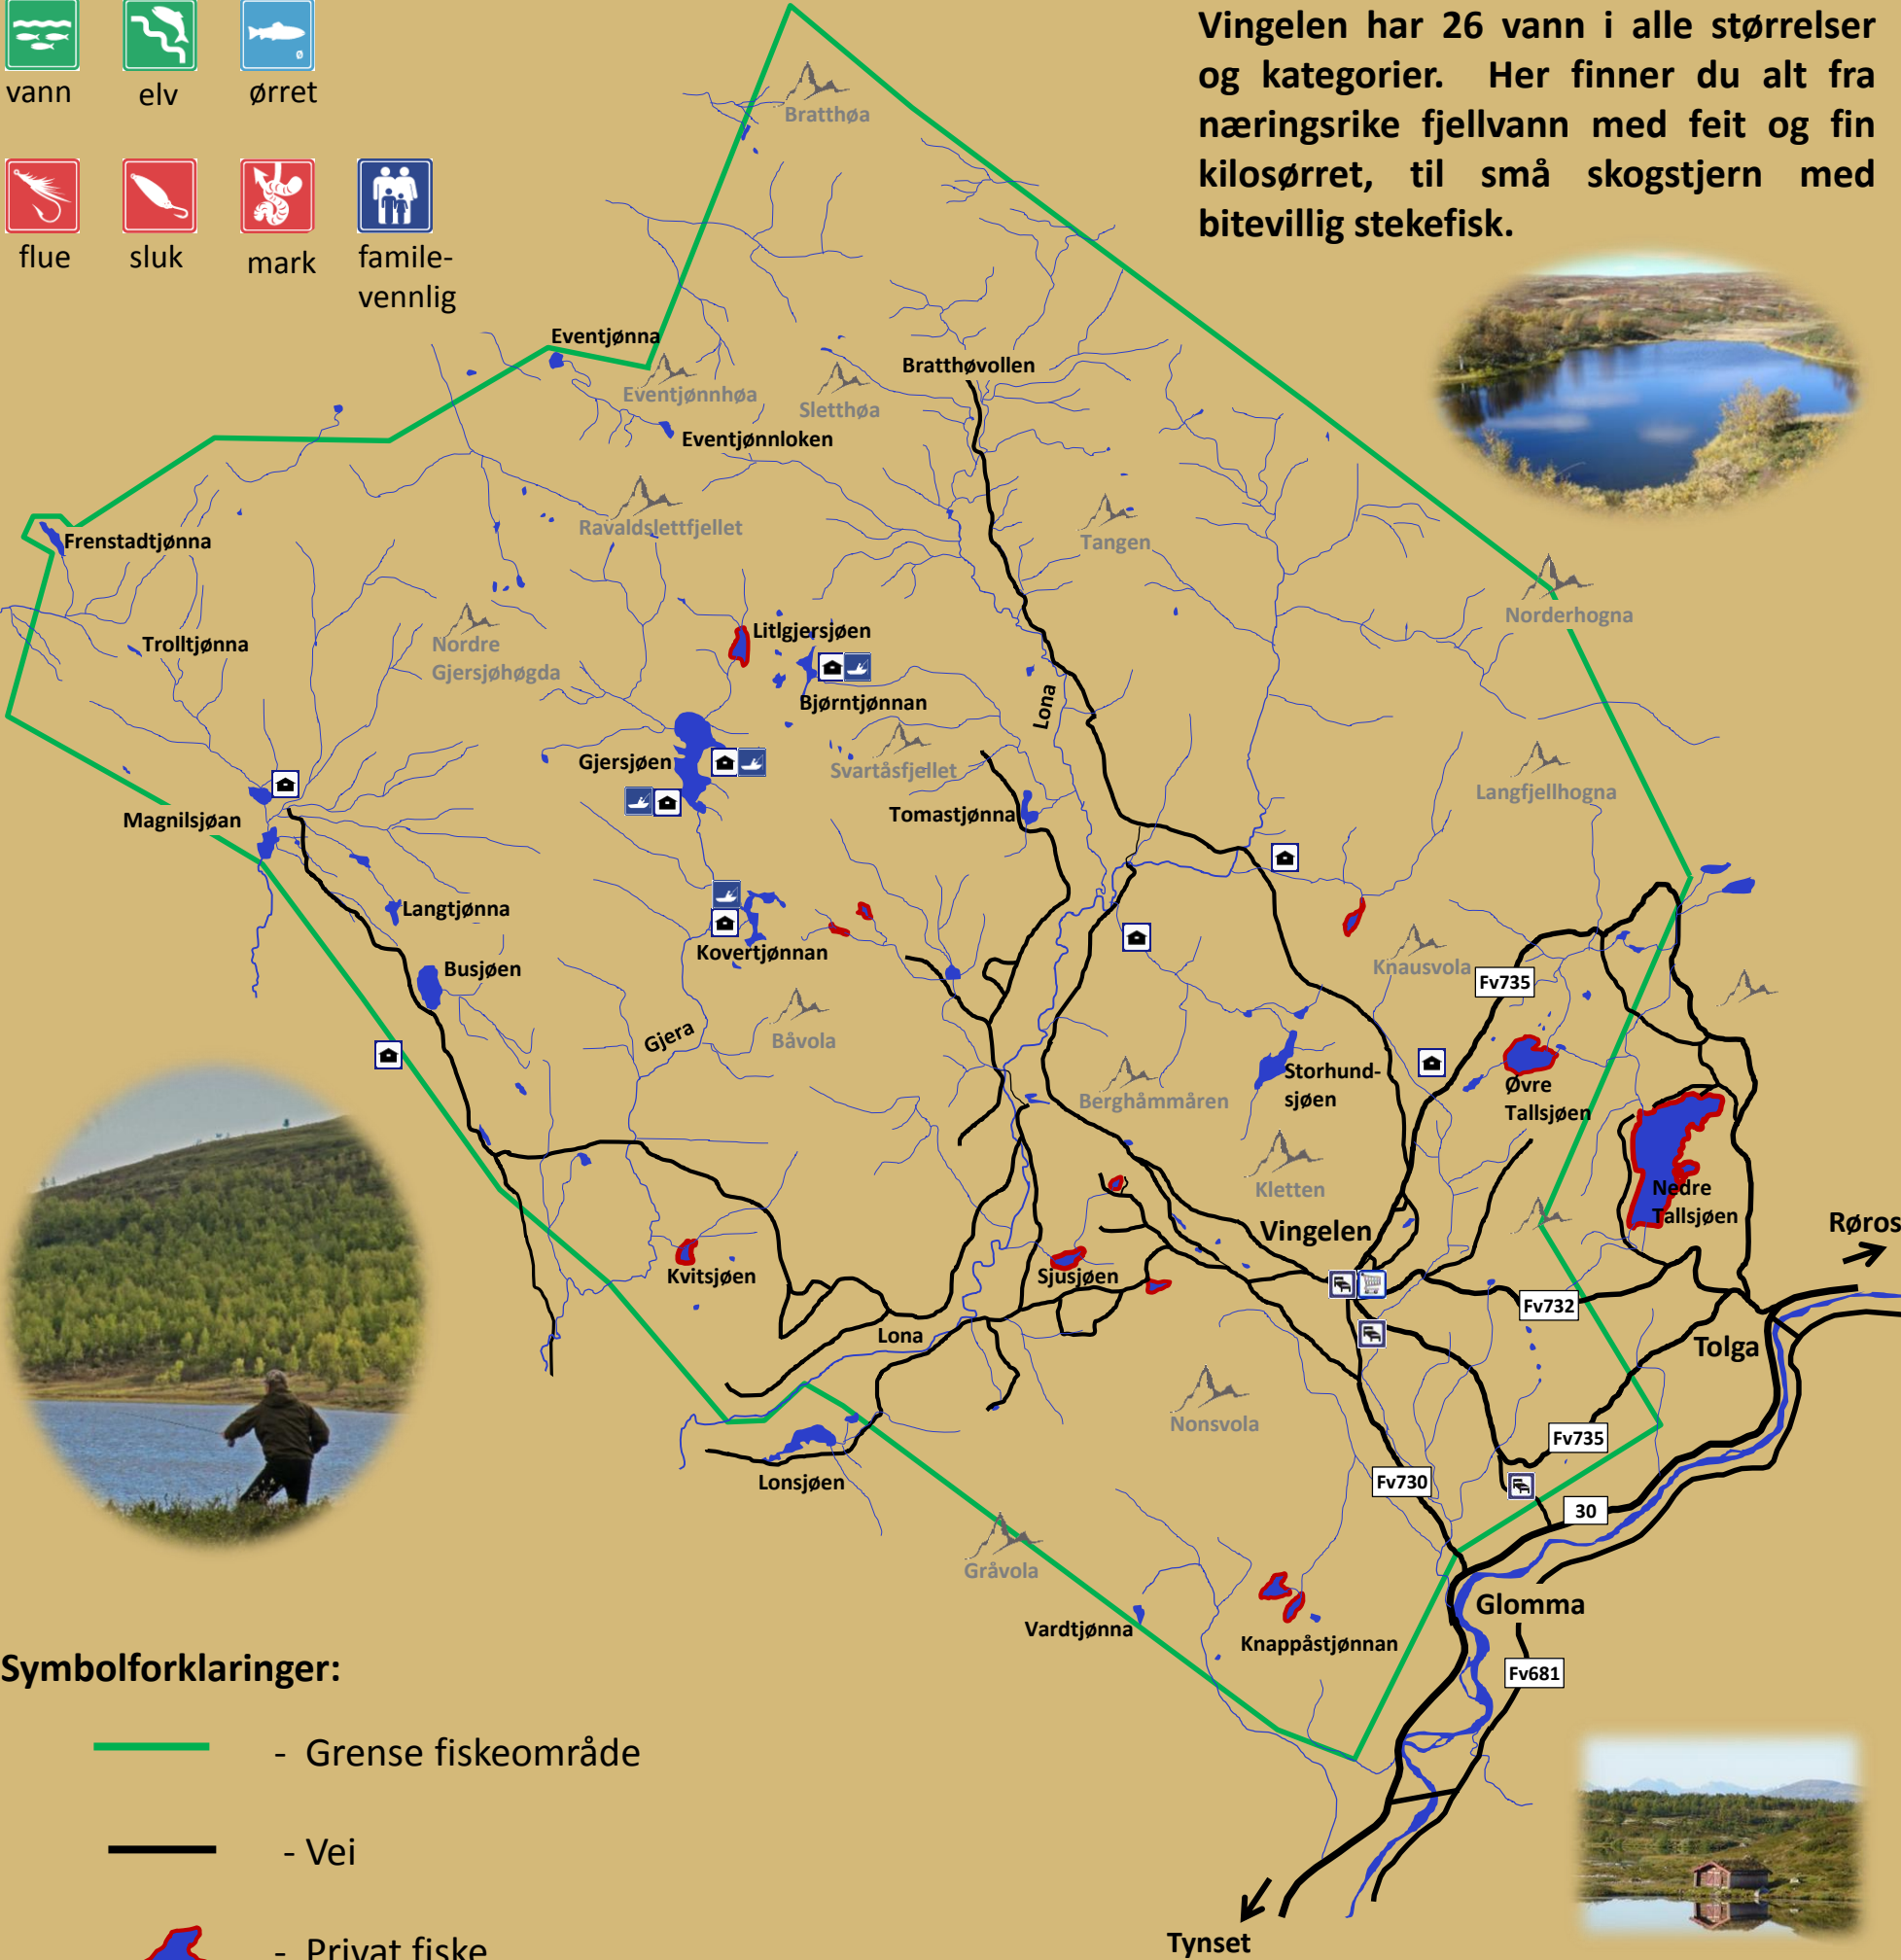 vann
elv
ørret
flue
sluk
mark
famile-
vennlig
Vingelen har 26 vann i alle størrelser
og kategorier. Her finner du alt fra
næringsrike fjellvann med feit og fin
kilosørret, til små skogstjern med
bitevillig stekefisk.
Bratthøa
Eventjønna
Bratthøvollen
Eventjønnhøa
Sletthøa
Eventjønnloken
Ravaldslettfjellet
Tangen
Frenstadtjønna
Norderhogna
Trolltjønna
Nordre
Gjersjøhøgda
Litlgjersjøen
Bjørntjønnan
Lona
Gjersjøen
Svartåsfjellet
Langfjellhogna
Magnilsjøan
Tomastjønna
Langtjønna
Kovertjønnan
Knausvola
Busjøen
Fv735
Gjera
Båvola
Storhund-
sjøen
Berghåmmåren
Øvre
Tallsjøen
Kletten
Nedre
Tallsjøen
Vingelen
Røros
Kvitsjøen
Sjusjøen
Fv732
Lona
Tolga
Nonsvola
Fv735
Lonsjøen
Fv730
30
Gråvola
Glomma
Vardtjønna
Knappåstjønnan
Fv681
Symbolforklaringer:
- Grense fiskeområde
- Vei
- Privat fiske
Tynset